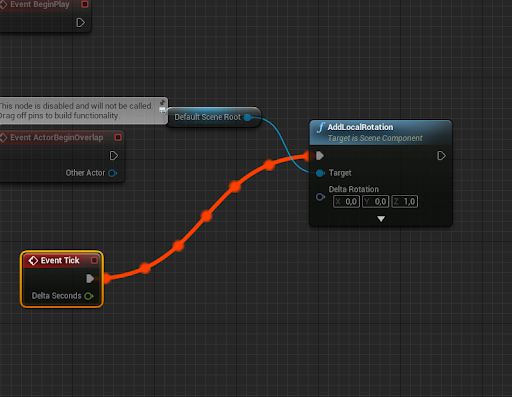 Event BeginPlay
This node is disabled and will not be called.
Drag off pins to build functionality
Default Scene Root
Event ActorBeginOverlap
Other Actor
AddLocalRotation
Target is Scene Component
Target
Delta Rotation
X 0,0 Y 0,0 Z 1,0
Event Tick
Delta Seconds